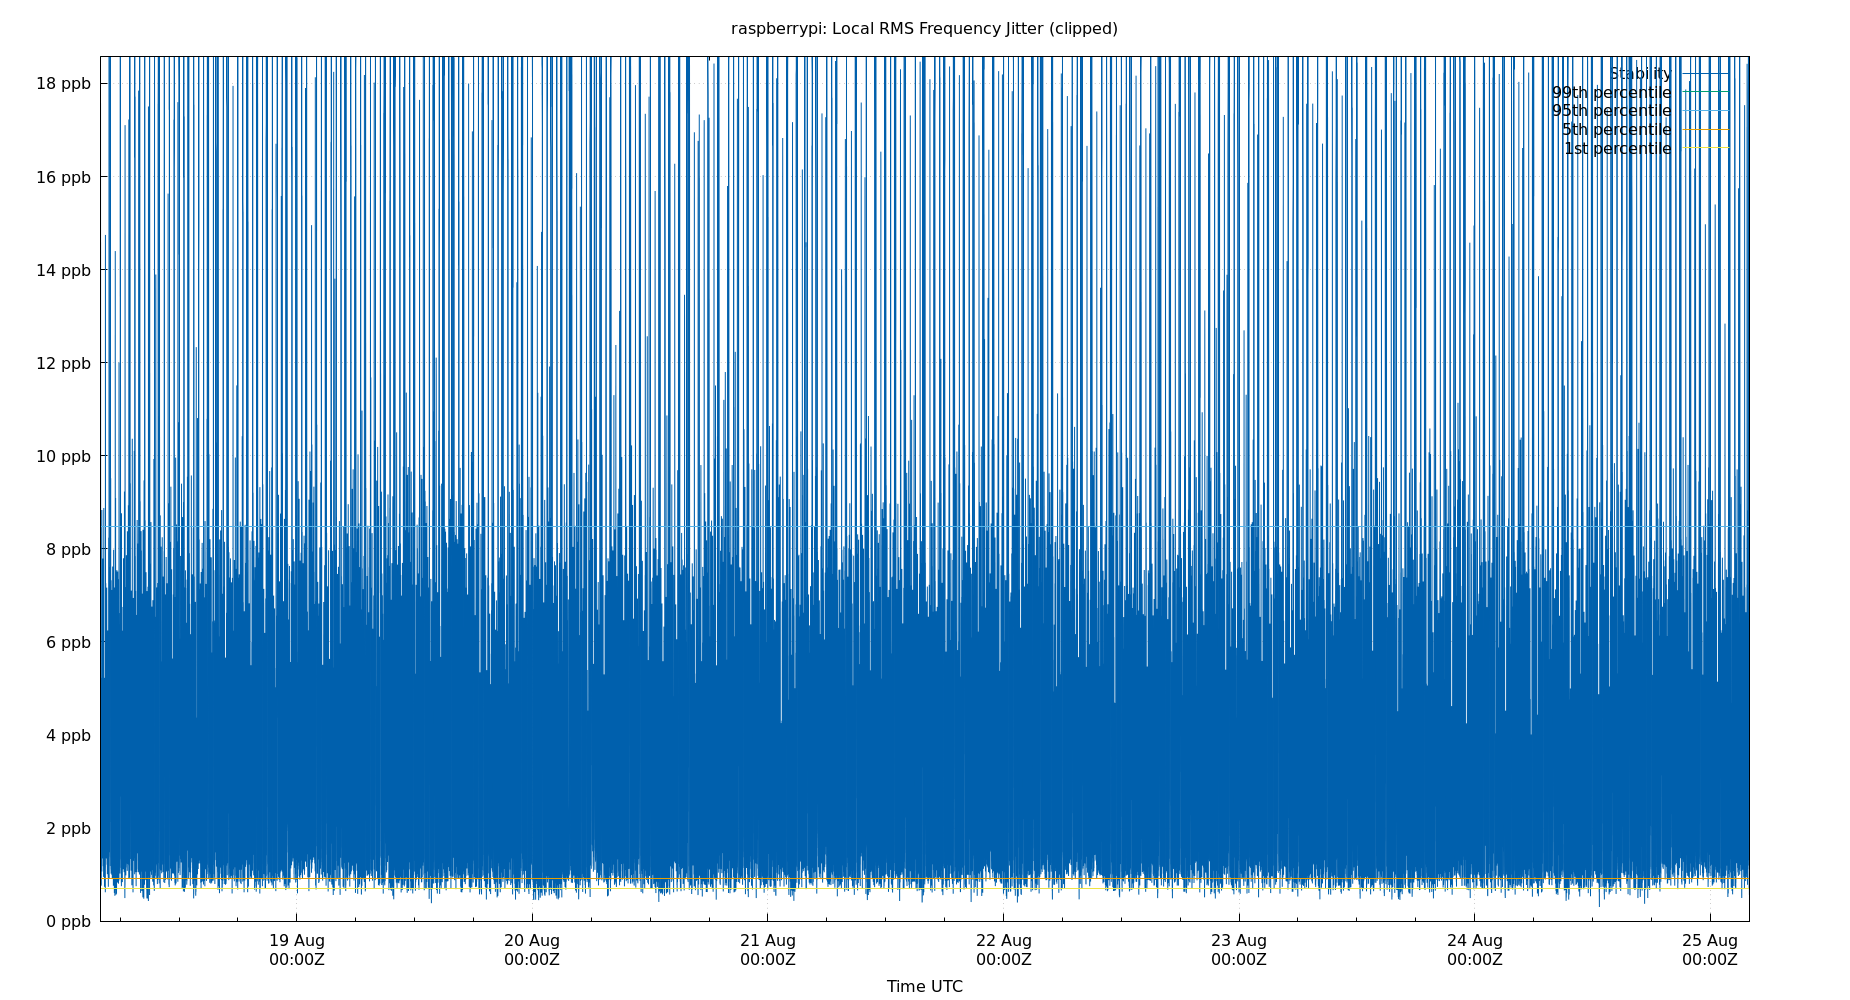 raspberrypi: Local RMS Frequency Jitter (clipped)
18 ppb
16 ppb
14 ppb
12 ppb
10 ppb
8 ppb
6 ppb
4 ppb
2 ppb
0 ppb
Stability
99th percentile
95th percentile
5th percentile
1st percentile
19 Aug 20 Aug 21 Aug 22 Aug 23 Aug 24 Aug 25 Aug
00:00Z 00:00Z 00:00Z 00:00Z 00:00Z 00:00Z 00:00Z
Time UTC